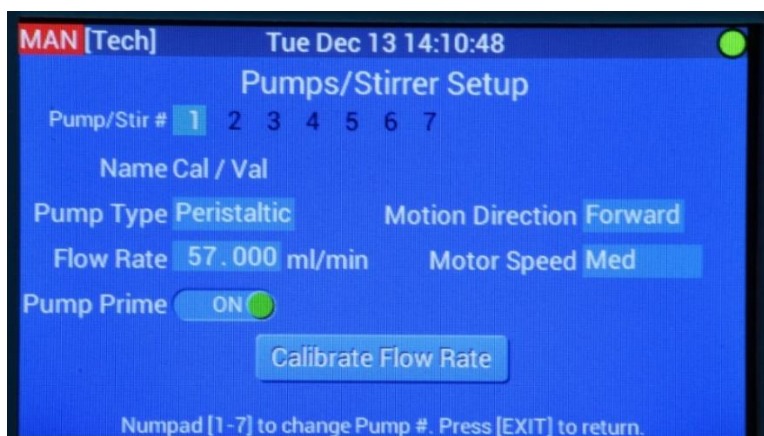 MAN [Tech] Tue Dec 13 14:10:48
Pumps/Stirrer Setup
Pump/Stir # 1 2 3 4 5 6 7
Name Cal / Val
Pump Type Peristaltic Motion Direction Forward
Flow Rate 57.000 ml/min Motor Speed Med
Pump Prime ON
Calibrate Flow Rate
Numpad [1-7] to change Pump #. Press [EXIT] to return.